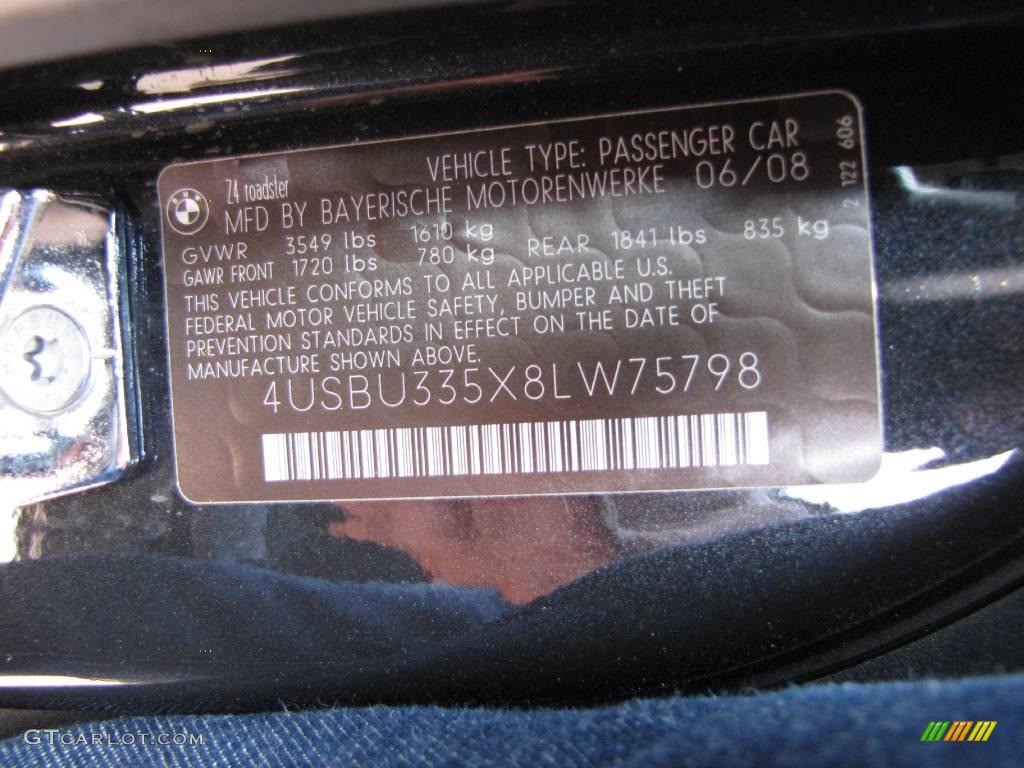 VEHICLE TYPE: PASSENGER CAR
Z4 roadster
MFD BY BAYERISCHE MOTORENWERKE 06/08
GVWR 3549 lbs 1610 kg
GAWR FRONT 1720 lbs 780 kg REAR 1841 lbs 835 kg
THIS VEHICLE CONFORMS TO ALL APPLICABLE U.S.
FEDERAL MOTOR VEHICLE SAFETY, BUMPER AND THEFT
PREVENTION STANDARDS IN EFFECT ON THE DATE OF
MANUFACTURE SHOWN ABOVE.
4USBU335X8LW75798
2 122 606
GTCARLOT.COM